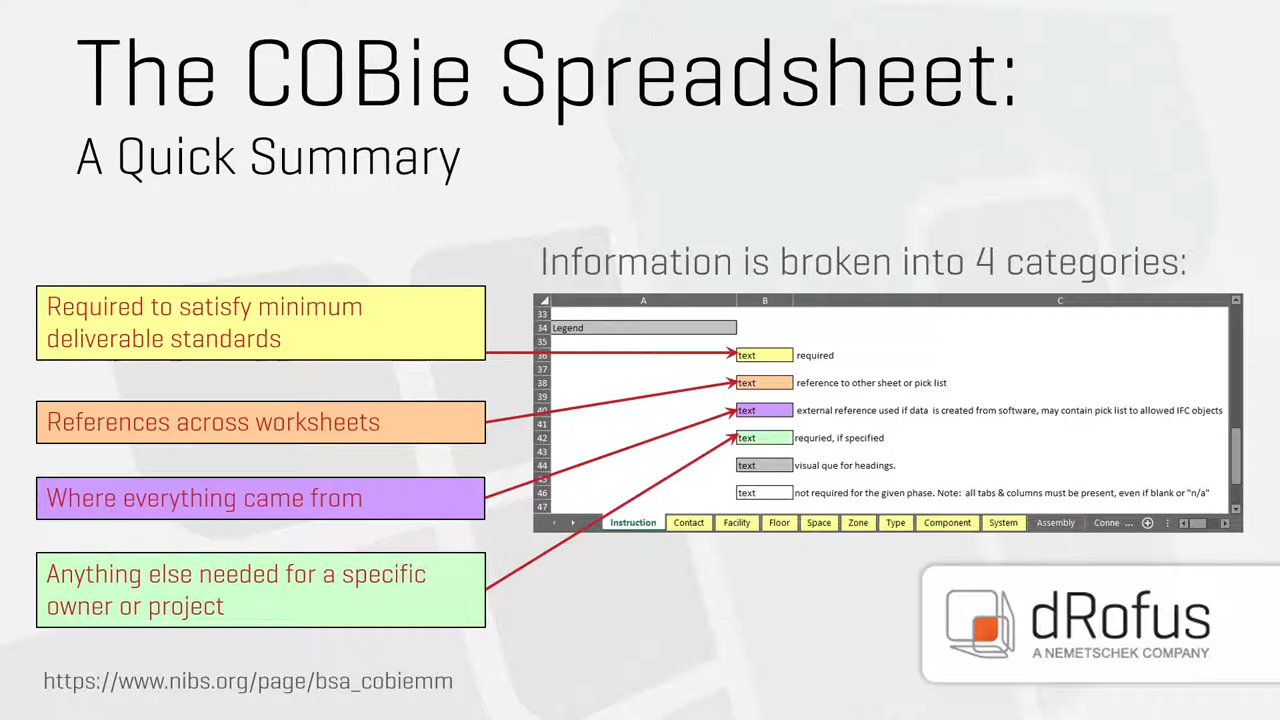 The COBie Spreadsheet:
A Quick Summary
Information is broken into 4 categories:
Required to satisfy minimum
deliverable standards
References across worksheets
Where everything came from
Anything else needed for a specific
owner or project
A B C
33
34 Legend
35
36 text required
37
38 text reference to other sheet or pick list
39
40 text external reference used if data is created from software, may contain pick list to allowed IFC objects
41
42 text requried, if specified
43
44 text visual que for headings.
45
46 text not required for the given phase. Note: all tabs & columns must be present, even if blank or "n/a"
47
Instruction Contact Facility Floor Space Zone Type Component System Assembly Conne ...
dRofus
A NEMETSCHEK COMPANY
https://www.nibs.org/page/bsa_cobiemm